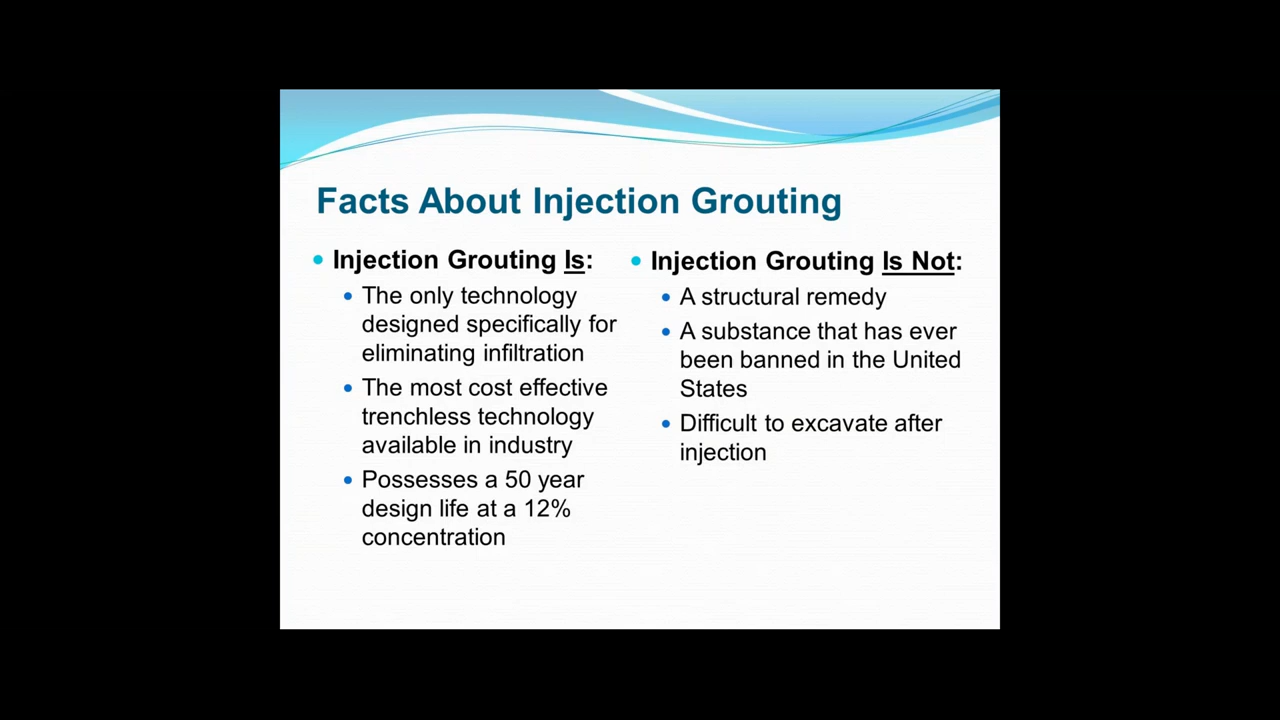 Facts About Injection Grouting
• Injection Grouting Is:
• The only technology
designed specifically for
eliminating infiltration
• The most cost effective
trenchless technology
available in industry
• Possesses a 50 year
design life at a 12%
concentration
• Injection Grouting Is Not:
• A structural remedy
• A substance that has ever
been banned in the United
States
• Difficult to excavate after
injection